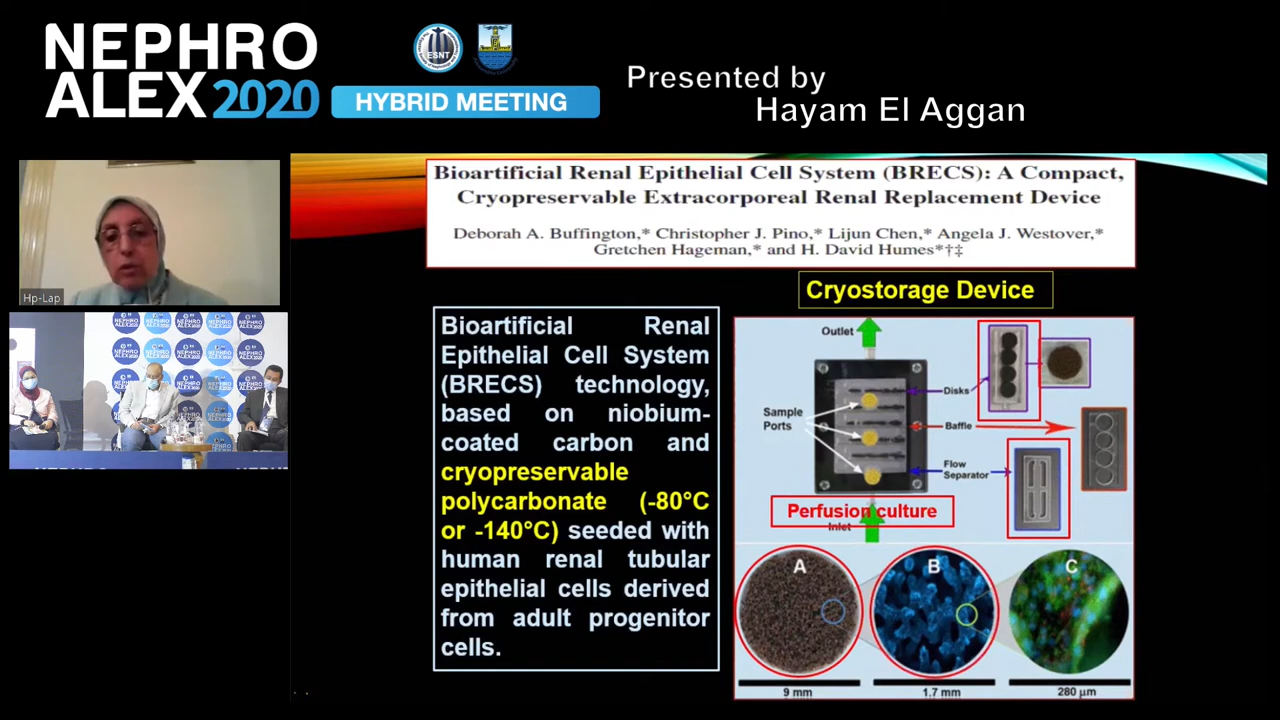 NEPHRO
ALEX 2020
HYBRID MEETING
ESNT
Presented by
Hayam El Aggan
Hp-Lap
NEPHRO
ALEX2020
Bioartificial Renal Epithelial Cell System (BRECS): A Compact,
Cryopreservable Extracorporeal Renal Replacement Device
Deborah A. Buffington,* Christopher J. Pino,* Lijun Chen,* Angela J. Westover,*
Gretchen Hageman,* and H. David Humes*†‡
Cryostorage Device
Bioartificial Renal
Epithelial Cell System
(BRECS) technology,
based on niobium-
coated carbon and
cryopreservable
polycarbonate (-80°C
or -140°C) seeded with
human renal tubular
epithelial cells derived
from adult progenitor
cells.
Outlet
Disks
Sample
Ports
Baffle
Flow
Separator
Perfusion culture
Inlet
A
B
C
9 mm
1.7 mm
280 µm